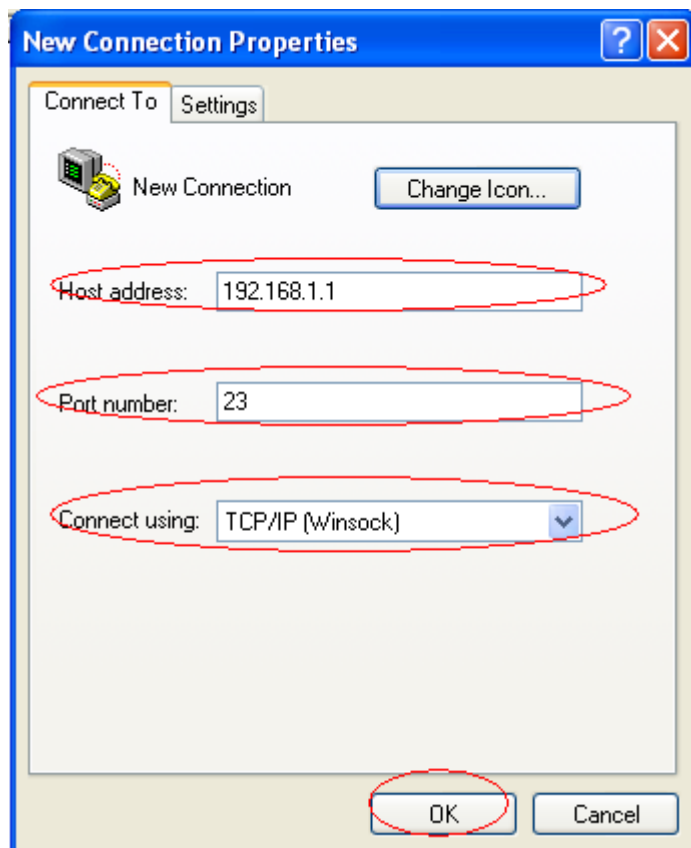 New Connection Properties
Connect To Settings
New Connection Change Icon...
Host address: 192.168.1.1
Port number: 23
Connect using: TCP/IP (Winsock)
OK Cancel